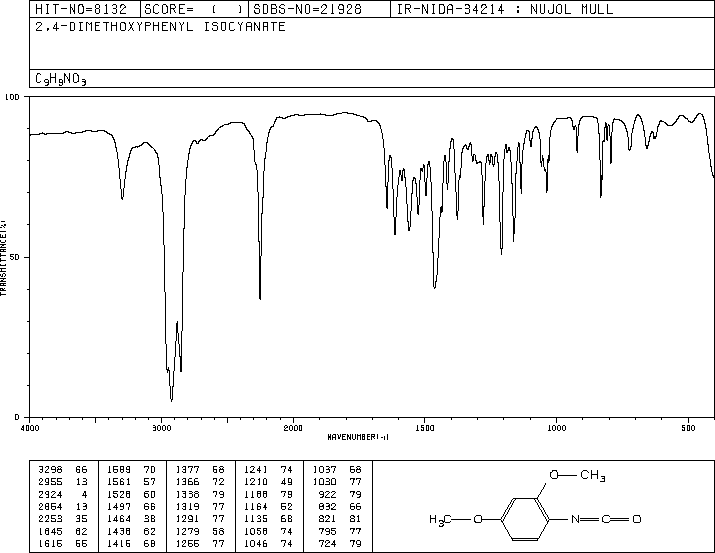 HIT-NO=8132 SCORE= ( ) SDBS-NO=21928 IR-NIDA-34214 : NUJOL MULL
2,4-DIMETHOXYPHENYL ISOCYANATE
C9H9NO3
100
50
0
TRANSMITTANCE(%)
4000 3000 2000 1500 1000 500
WAVENUMBER(-1)
3298 66 1589 70 1377 58 1241 74 1037 68
2955 13 1561 57 1366 72 1210 49 1030 77
2924 4 1528 60 1338 79 1188 79 922 79
2854 13 1497 66 1319 77 1164 52 832 66
2253 35 1464 38 1291 77 1135 68 821 81
1645 62 1438 62 1279 58 1058 74 795 77
1616 55 1416 68 1255 77 1046 74 724 79
O—CH3
H3C—O
N=C=O